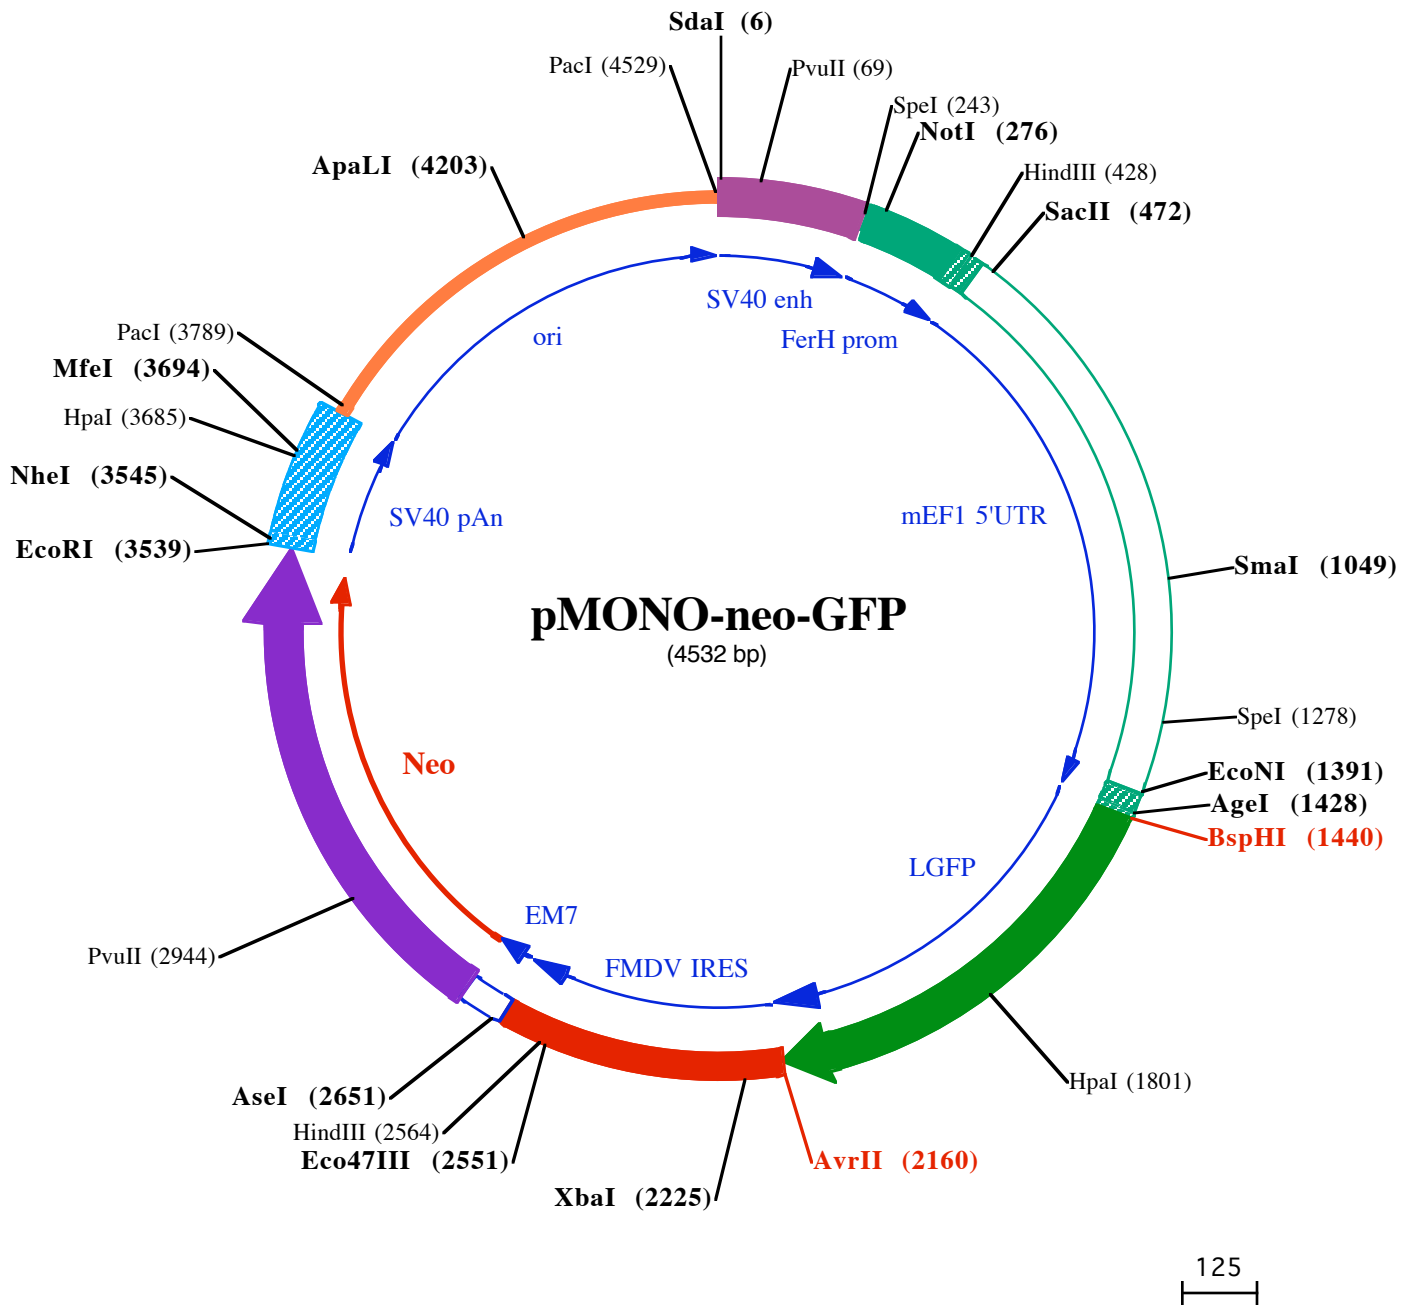 SdaI (6)
PacI (4529)
PvuII (69)
SpeI (243)
NotI (276)
ApaLI (4203)
HindIII (428)
SacII (472)
SV40 enh
ori
FerH prom
PacI (3789)
MfeI (3694)
HpaI (3685)
NheI (3545)
SV40 pAn
mEF1 5'UTR
EcoRI (3539)
SmaI (1049)
pMONO-neo-GFP
(4532 bp)
SpeI (1278)
Neo
EcoNI (1391)
AgeI (1428)
BspHI (1440)
LGFP
EM7
PvuII (2944)
FMDV IRES
HpaI (1801)
AseI (2651)
HindIII (2564)
Eco47III (2551)
AvrII (2160)
XbaI (2225)
125